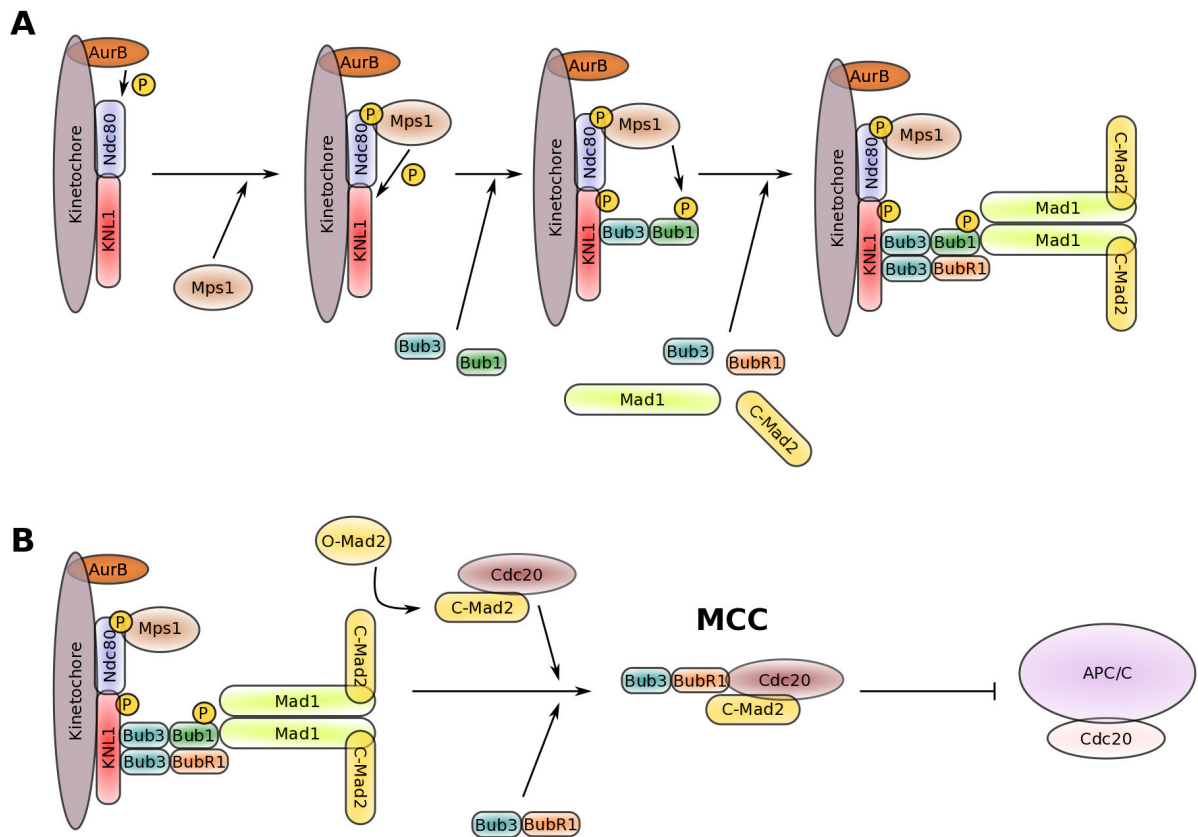 A
AurB
P
Kinetochore
Ndc80
KNL1
Mps1
AurB
P
Mps1
Kinetochore
Ndc80
P
KNL1
Bub3
Bub1
AurB
P
Mps1
Kinetochore
Ndc80
P
P
KNL1
Bub3
Bub1
Bub3
BubR1
Mad1
C-Mad2
AurB
P
Mps1
Kinetochore
Ndc80
C-Mad2
P
P
Mad1
KNL1
Bub3
Bub1
Mad1
Bub3
BubR1
C-Mad2
B
AurB
P
Mps1
Kinetochore
Ndc80
C-Mad2
P
P
Mad1
KNL1
Bub3
Bub1
Mad1
Bub3
BubR1
C-Mad2
O-Mad2
Cdc20
C-Mad2
Bub3
BubR1
MCC
Bub3
BubR1
Cdc20
C-Mad2
APC/C
Cdc20